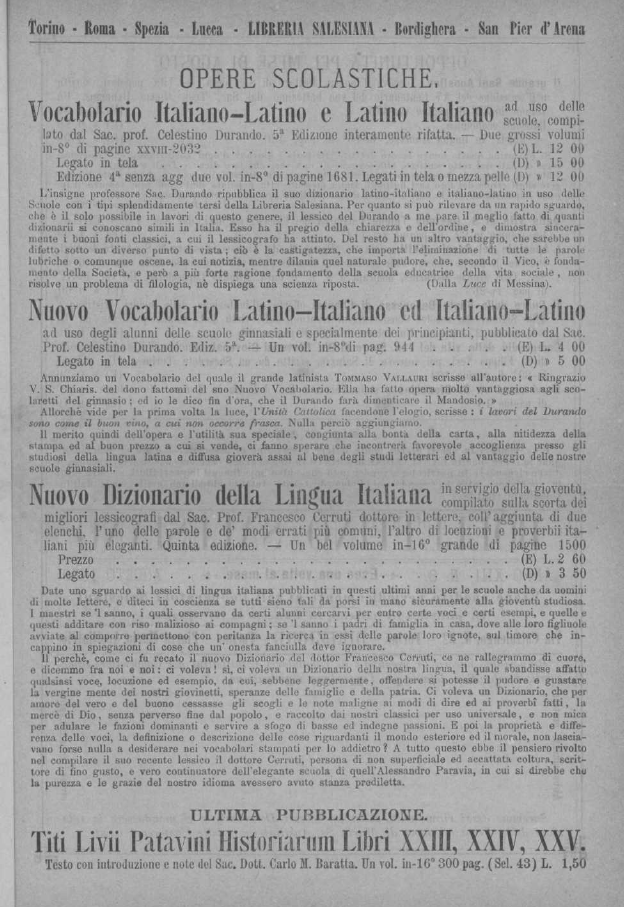 Torino - Roma - Spezia - Lucca - LIBRERIA SALESIANA - Bordighera - San Pier d'Arena
OPERE SCOLASTICHE.
Vocabolario Italiano-Latino e Latino Italiano ad uso delle
scuole, compi-
lato dal Sac. prof. Celestino Durando. 5ª Edizione interamente rifatta. — Due grossi volumi
in-8º di pagine XXVIII-2032 . . . . . . . . . . (E) L. 12 00
Legato in tela . . . . . . . . . . (D) » 15 00
Edizione 4ª senza agg due vol. in-8º di pagine 1681. Legati in tela o mezza pelle (D) » 12 00
L'insigne professore Sac. Durando ripubblica il suo dizionario latino-italiano e italiano-latino in uso delle
Scuole con i tipi splendidamente tersi della Libreria Salesiana. Per quanto si può rilevare da un rapido sguardo,
che è il solo possibile in lavori di questo genere, il lessico del Durando a me pare il meglio fatto di quanti
dizionarii si conoscano simili in Italia. Esso ha il pregio della chiarezza e dell'ordine, e dimostra sincera-
mente i buoni fonti classici, a cui il lessicografo ha attinto. Del resto ha un altro vantaggio, che sarebbe un
difetto sotto un diverso punto di vista; ciò è la castigatezza, che importa l'eliminazione di tutte le parole
lubriche o comunque oscene, la cui notizia, mentre dilania quel naturale pudore, che, secondo il Vico, è fonda-
mento della Società, e però a più forte ragione fondamento della scuola educatrice della vita sociale, non
risolve un problema di filologia, nè dispiega una scienza riposta. (Dalla Luce di Messina).
Nuovo Vocabolario Latino-Italiano ed Italiano-Latino
ad uso degli alunni delle scuole ginnasiali e specialmente dei principianti, pubblicato dal Sac.
Prof. Celestino Durando. Ediz. 5ª. — Un vol. in-8ºdi pag. 944 . . . . . (E) L. 4 00
Legato in tela . . . . . . . . . . (D) » 5 00
Annunziamo un Vocabolario del quale il grande latinista TOMMASO VALLAURI scrisse all'autore: « Ringrazio
V. S. Chiaris. del dono fattomi del suo Nuovo Vocabolario. Ella ha fatto opera molto vantaggiosa agli sco-
laretti del ginnasio; ed io le dico fin d'ora, che il Durando farà dimenticare il Mandosio. »
Allorchè vide per la prima volta la luce, l'Unità Cattolica facendone l'elogio, scrisse: i lavori del Durando
sono come il buon vino, a cui non occorra frasca. Nulla perciò aggiungiamo.
Il merito quindi dell'opera e l'utilità sua speciale, congiunta alla bontà della carta, alla nitidezza della
stampa ed al buon prezzo a cui si vende, ci fanno sperare che incontrerà favorevole accoglienza presso gli
studiosi della lingua latina e diffusa gioverà assai al bene degli studi letterari ed al vantaggio delle nostre
scuole ginnasiali.
Nuovo Dizionario della Lingua Italiana in servigio della gioventù,
compilato sulla scorta dei
migliori lessicografi dal Sac. Prof. Francesco Cerruti dottore in lettere, coll'aggiunta di due
elenchi, l'uno delle parole e de' modi errati più comuni, l'altro di locuzioni e proverbii ita-
liani più eleganti. Quinta edizione. — Un bel volume in-16º grande di pagine 1500
Prezzo . . . . . . . . . . (E) L. 2 60
Legato . . . . . . . . . . (D) » 3 50
Date uno sguardo ai lessici di lingua italiana pubblicati in questi ultimi anni per le scuole anche da uomini
di molte lettere, e diteci in coscienza se tutti sieno tali da porsi in mano sicuramente alla gioventù studiosa.
I maestri se 'l sanno, i quali osservano da certi alunni cercarvi per entro certe voci e certi esempi, e quelle e
questi additare con riso malizioso ai compagni; se 'l sanno i padri di famiglia in casa, dove alle loro figliuole
avviate al comporre permettono con peritanza la ricerca in essi delle parole loro ignote, sul timore che in-
cappino in spiegazioni di cose che un'onesta fanciulla deve ignorare.
Il perchè, come ci fu recato il nuovo Dizionario del dottor Francesco Cerruti, ce ne rallegrammo di cuore,
e dicemmo fra noi e noi: ci voleva! sì, ci voleva un Dizionario della nostra lingua, il quale sbandisse affatto
qualsiasi voce, locuzione ed esempio, da cui, sebbene leggermente, offendere si potesse il pudore e guastare
la vergine mente dei nostri giovinetti, speranze delle famiglie e della patria. Ci voleva un Dizionario, che per
amore del vero e del buono cessasse gli scogli e le note maligne ai modi di dire ed ai proverbi fatti, la
mercè di Dio, senza perverso fine dal popolo, e raccolto dai nostri classici per uso universale, e non mica
per adulare le fazioni dominanti e servire a sfogo di basse ed indegne passioni. E poi la proprietà e diffe-
renza delle voci, la definizione e descrizione delle cose riguardanti il mondo esteriore ed il morale, non lascia-
vano forse nulla a desiderare nei vocabolari stampati per lo addietro? A tutto questo ebbe il pensiero rivolto
nel compilare il suo recente lessico il dottore Cerruti, persona di non superficiale ed accattata coltura, scrit-
tore di fino gusto, e vero continuatore dell'elegante scuola di quell'Alessandro Paravia, in cui si direbbe che
la purezza e le grazie del nostro idioma avessero avuto stanza prediletta.
ULTIMA PUBBLICAZIONE.
Titi Livii Patavini Historiarum Libri XXIII, XXIV, XXV.
Testo con introduzione e note del Sac. Dott. Carlo M. Baratta. Un vol. in-16º 300 pag. (Sel. 43) L. 1,50